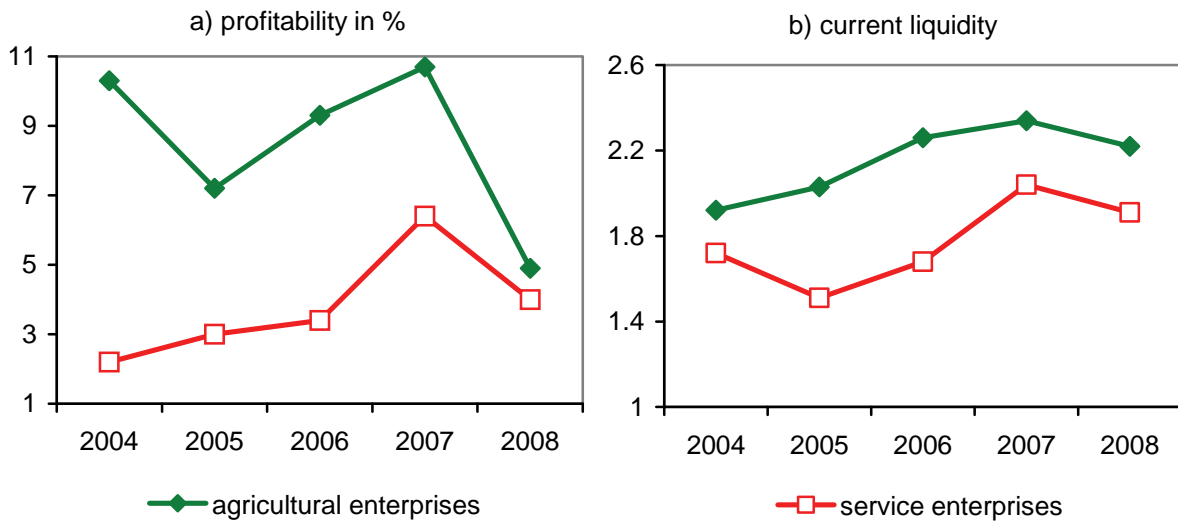 a) profitability in %
11
9
7
5
3
1
2004 2005 2006 2007 2008
b) current liquidity
2.6
2.2
1.8
1.4
1
2004 2005 2006 2007 2008
agricultural enterprises
service enterprises